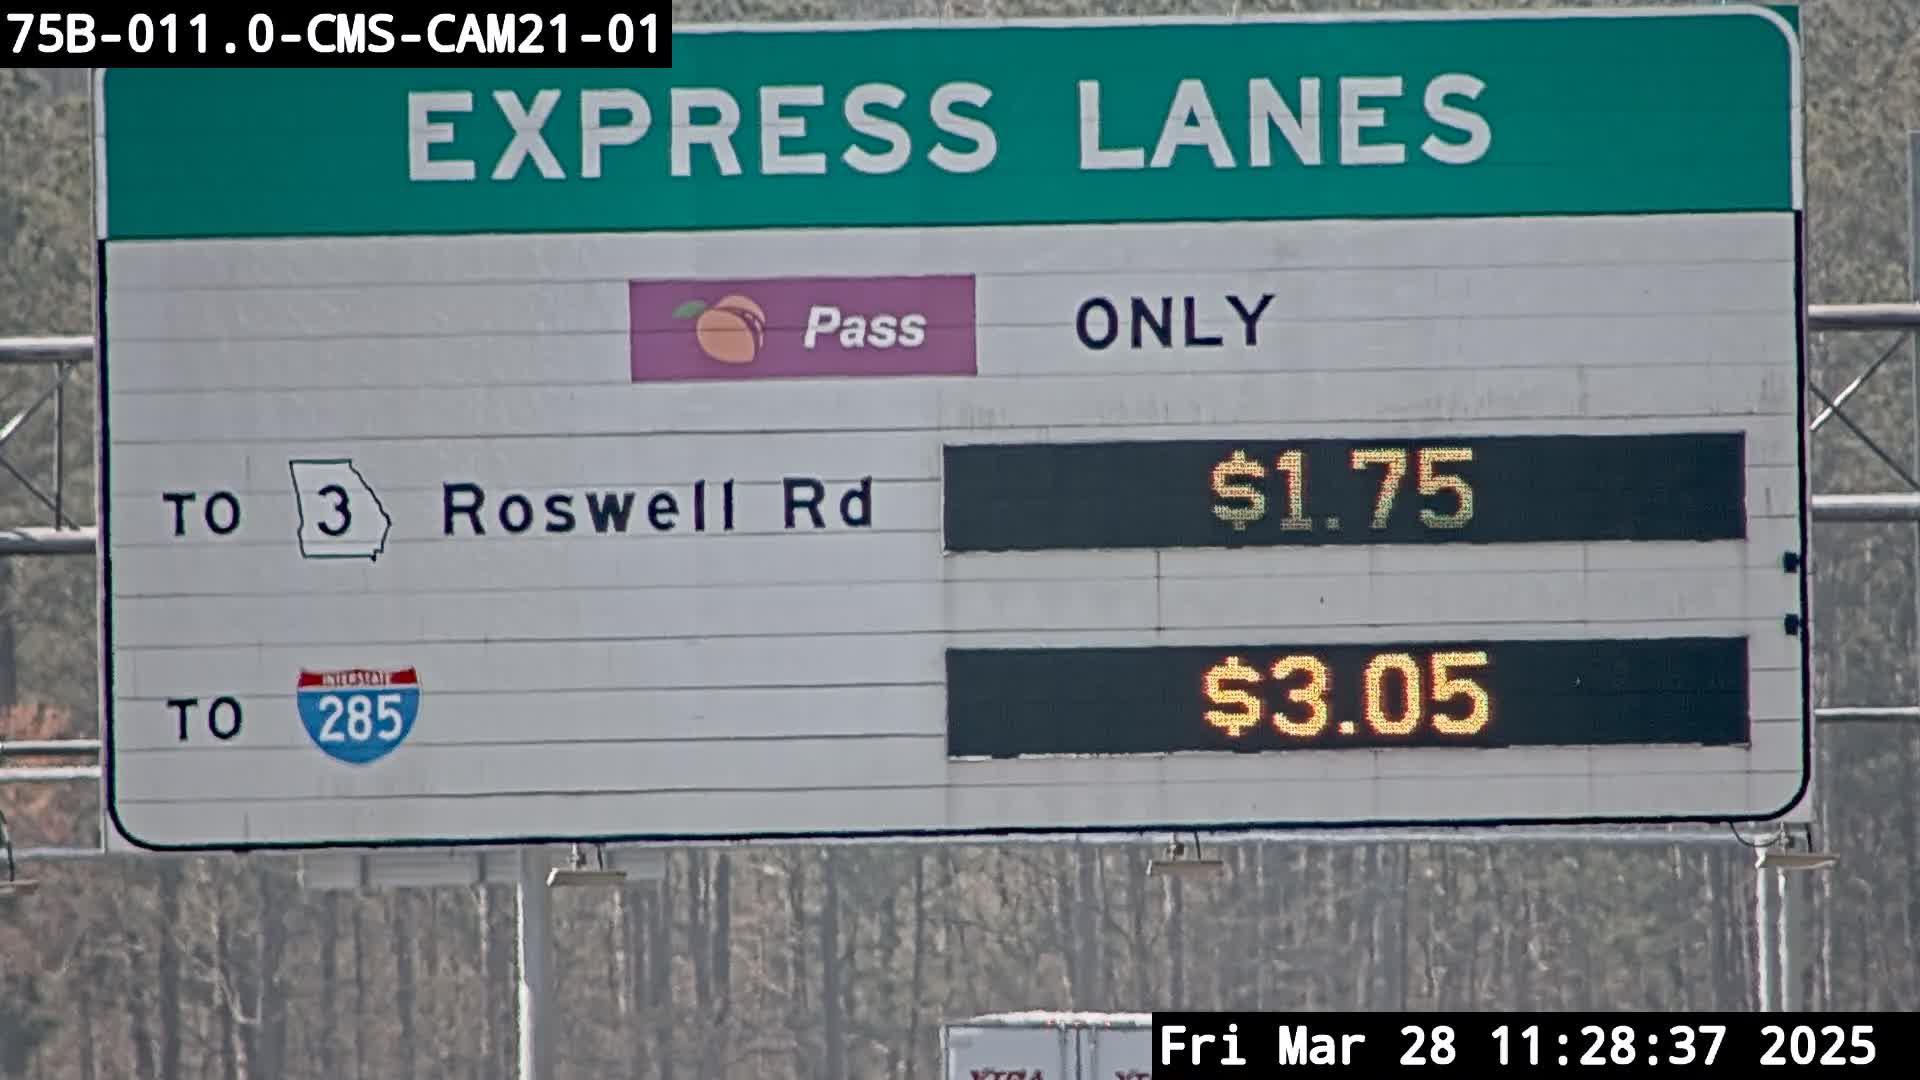 75B-011.0-CMS-CAM21-01
EXPRESS LANES
Pass ONLY
TO 3 Roswell Rd $1.75
INTERSTATE
TO 285 $3.05
XTRA
Fri Mar 28 11:28:37 2025